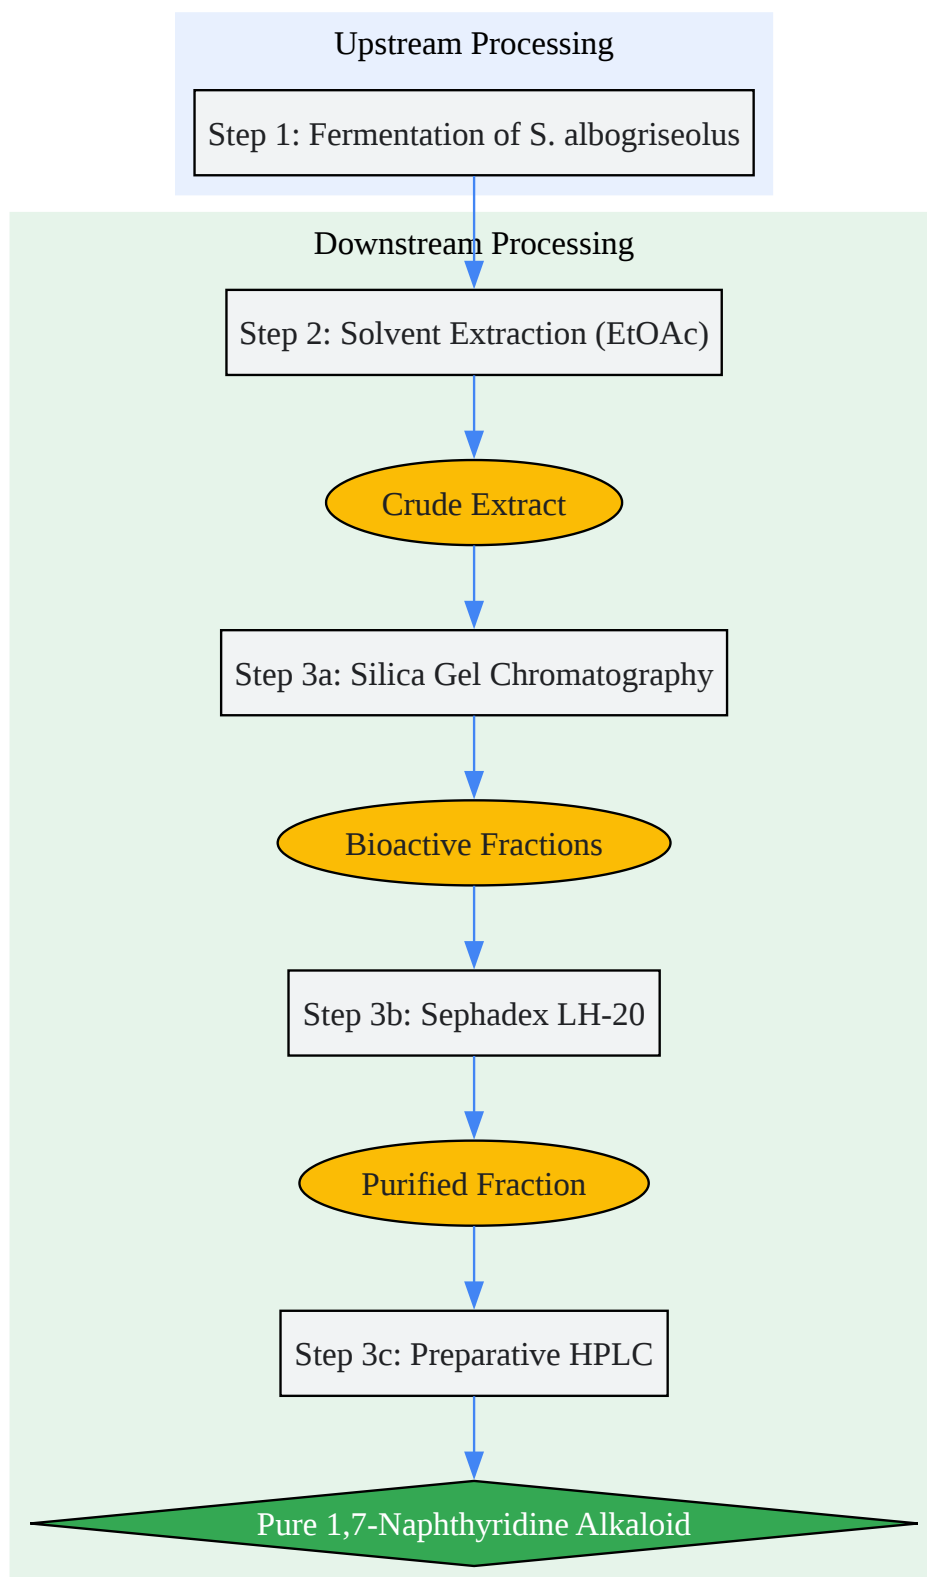 Upstream Processing
Step 1: Fermentation of S. albogriseolus
Downstream Processing
Step 2: Solvent Extraction (EtOAc)
Crude Extract
Step 3a: Silica Gel Chromatography
Bioactive Fractions
Step 3b: Sephadex LH-20
Purified Fraction
Step 3c: Preparative HPLC
Pure 1,7-Naphthyridine Alkaloid